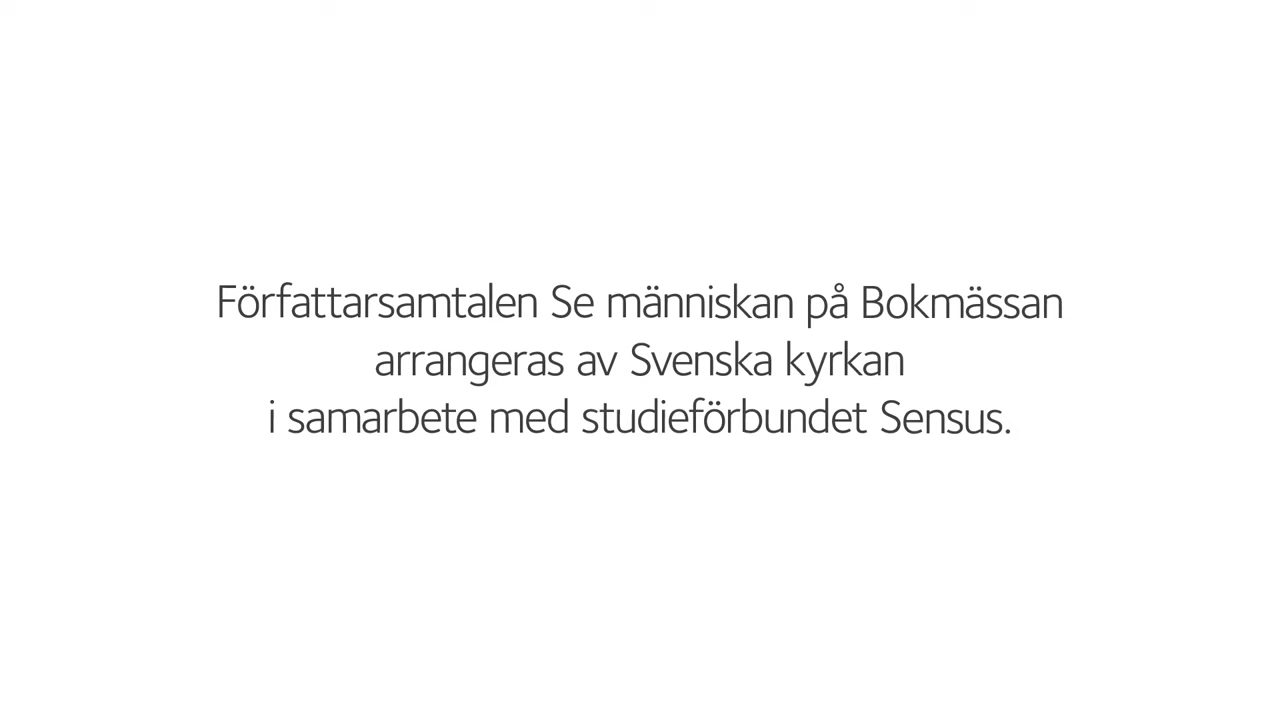 Författarsamtalen Se människan på Bokmässan
arrangeras av Svenska kyrkan
i samarbete med studieförbundet Sensus.